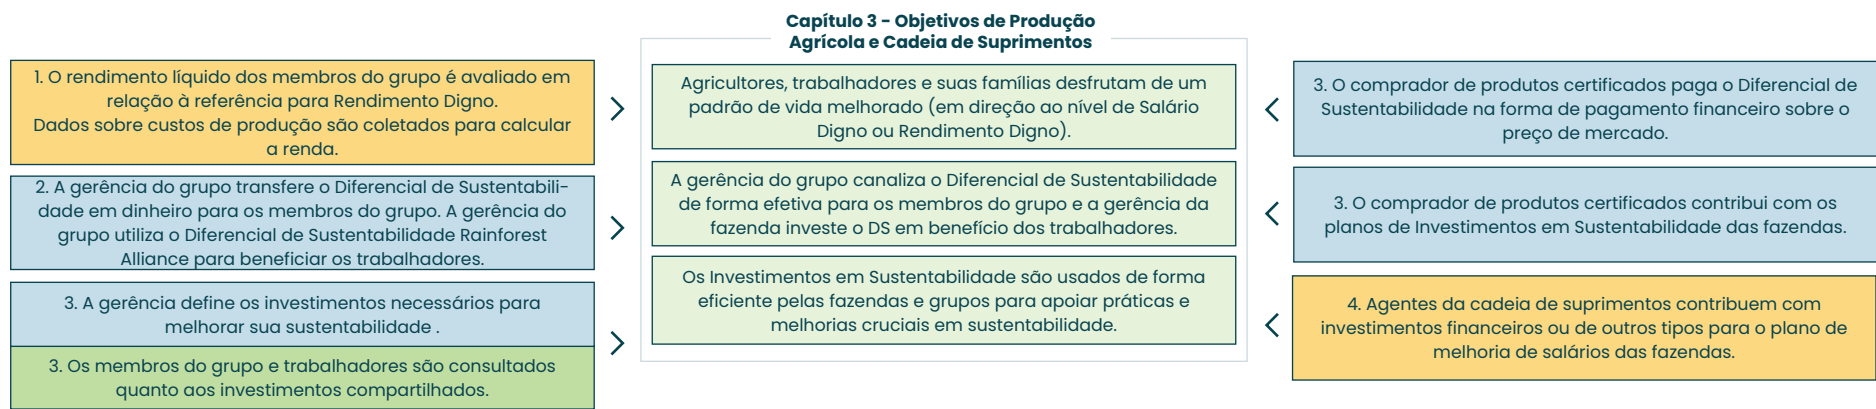 Capítulo 3 - Objetivos de Produção
Agrícola e Cadeia de Suprimentos
1. O rendimento líquido dos membros do grupo é avaliado em
relação à referência para Rendimento Digno.
Dados sobre custos de produção são coletados para calcular
a renda.
2. A gerência do grupo transfere o Diferencial de Sustentabili-
dade em dinheiro para os membros do grupo. A gerência do
grupo utiliza o Diferencial de Sustentabilidade Rainforest
Alliance para beneficiar os trabalhadores.
3. A gerência define os investimentos necessários para
melhorar sua sustentabilidade .
3. Os membros do grupo e trabalhadores são consultados
quanto aos investimentos compartilhados.
Agricultores, trabalhadores e suas famílias desfrutam de um
padrão de vida melhorado (em direção ao nível de Salário
Digno ou Rendimento Digno).
A gerência do grupo canaliza o Diferencial de Sustentabilidade
de forma efetiva para os membros do grupo e a gerência da
fazenda investe o DS em benefício dos trabalhadores.
Os Investimentos em Sustentabilidade são usados de forma
eficiente pelas fazendas e grupos para apoiar práticas e
melhorias cruciais em sustentabilidade.
3. O comprador de produtos certificados paga o Diferencial de
Sustentabilidade na forma de pagamento financeiro sobre o
preço de mercado.
3. O comprador de produtos certificados contribui com os
planos de Investimentos em Sustentabilidade das fazendas.
4. Agentes da cadeia de suprimentos contribuem com
investimentos financeiros ou de outros tipos para o plano de
melhoria de salários das fazendas.